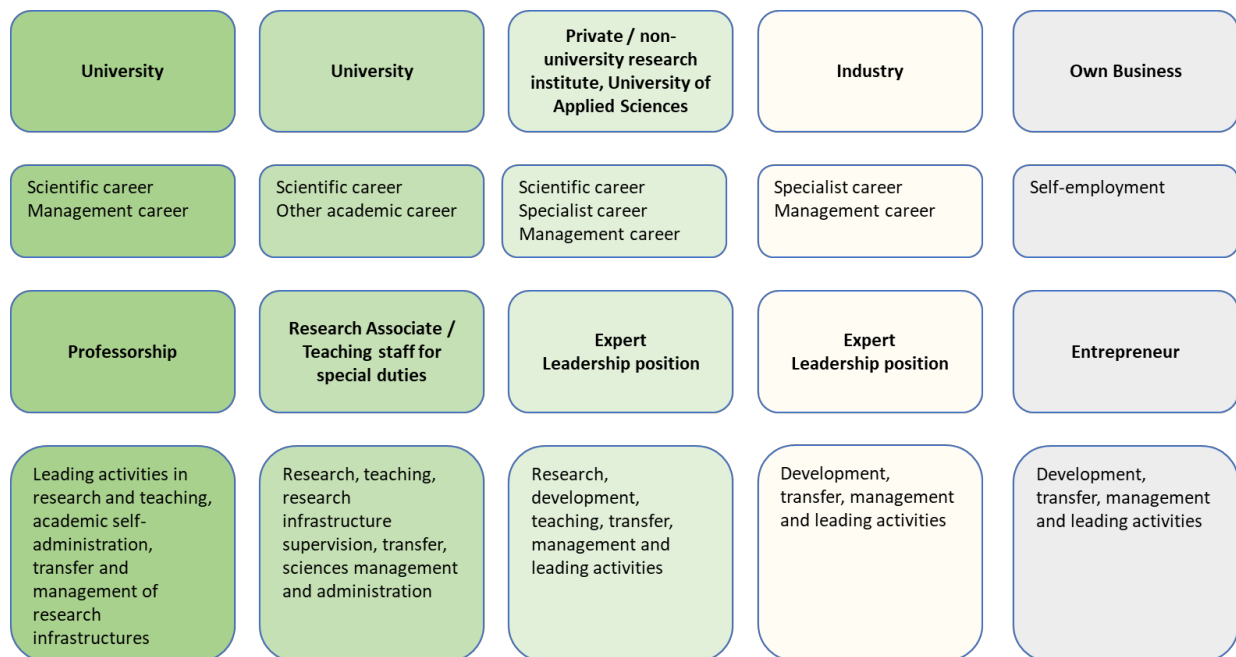 University
University
Private / non-
university research
institute, University of
Applied Sciences
Industry
Own Business
Scientific career
Management career
Scientific career
Other academic career
Scientific career
Specialist career
Management career
Specialist career
Management career
Self-employment
Professorship
Research Associate /
Teaching staff for
special duties
Expert
Leadership position
Expert
Leadership position
Entrepreneur
Leading activities in
research and teaching,
academic self-
administration,
transfer and
management of
research
infrastructures
Research, teaching,
research
infrastructure
supervision, transfer,
sciences management
and administration
Research,
development,
teaching, transfer,
management and
leading activities
Development,
transfer, management
and leading activities
Development,
transfer, management
and leading activities